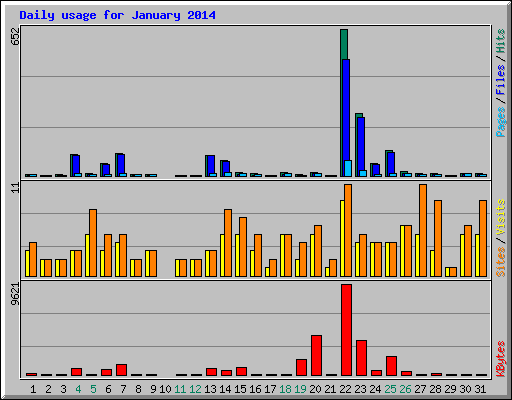 Daily usage for January 2014
652
Pages / Files / Hits
11
Sites / Visits
9621
KBytes
1 2 3 4 5 6 7 8 9 10 11 12 13 14 15 16 17 18 19 20 21 22 23 24 25 26 27 28 29 30 31